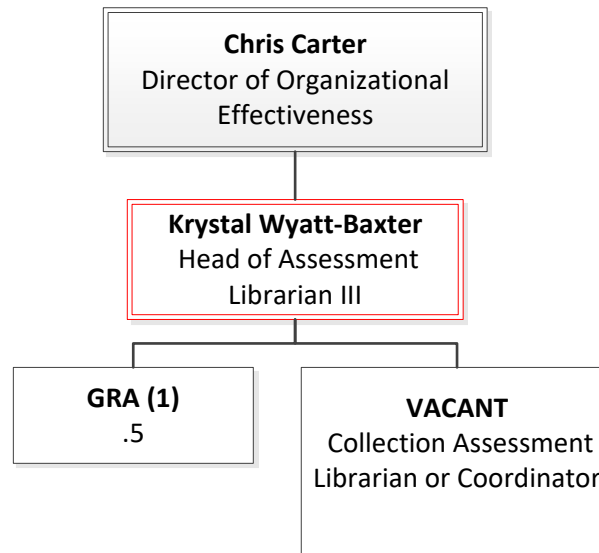 Chris Carter
Director of Organizational
Effectiveness
Krystal Wyatt-Baxter
Head of Assessment
Librarian III
GRA (1)
.5
VACANT
Collection Assessment
Librarian or Coordinator